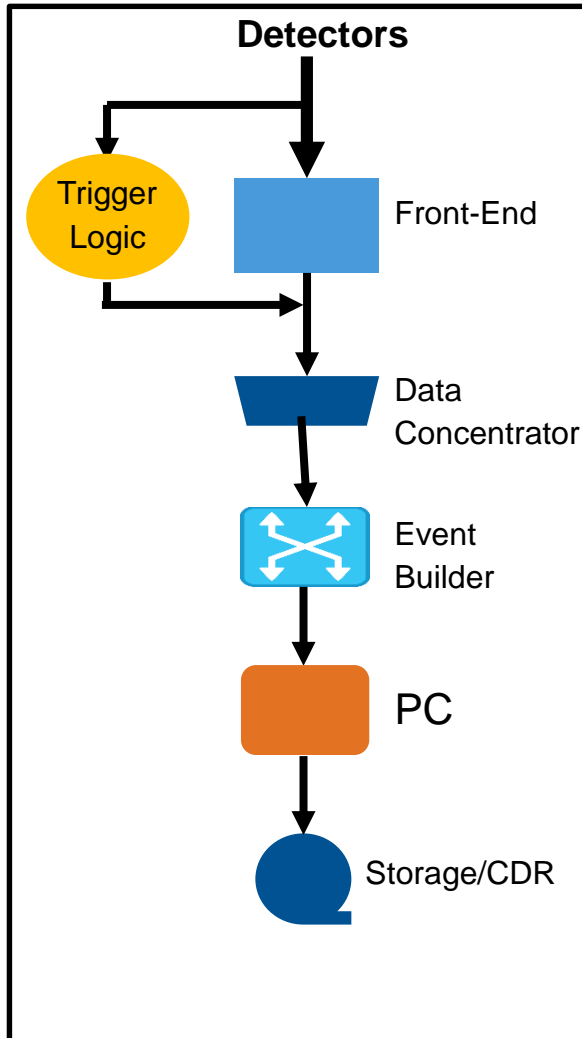 Detectors
Trigger
Logic
Front-End
Data
Concentrator
Event
Builder
PC
Storage/CDR